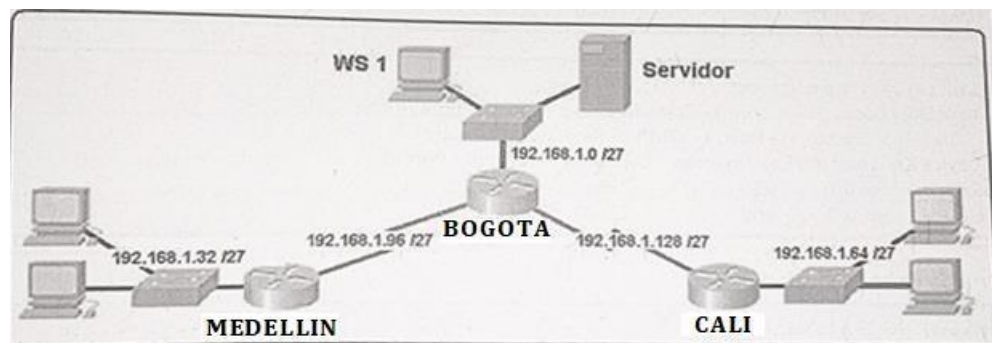 WS 1
Servidor
192.168.1.0 /27
BOGOTA
192.168.1.96 /27
192.168.1.128 /27
192.168.1.32 /27
192.168.1.64 /27
MEDELLIN
CALI